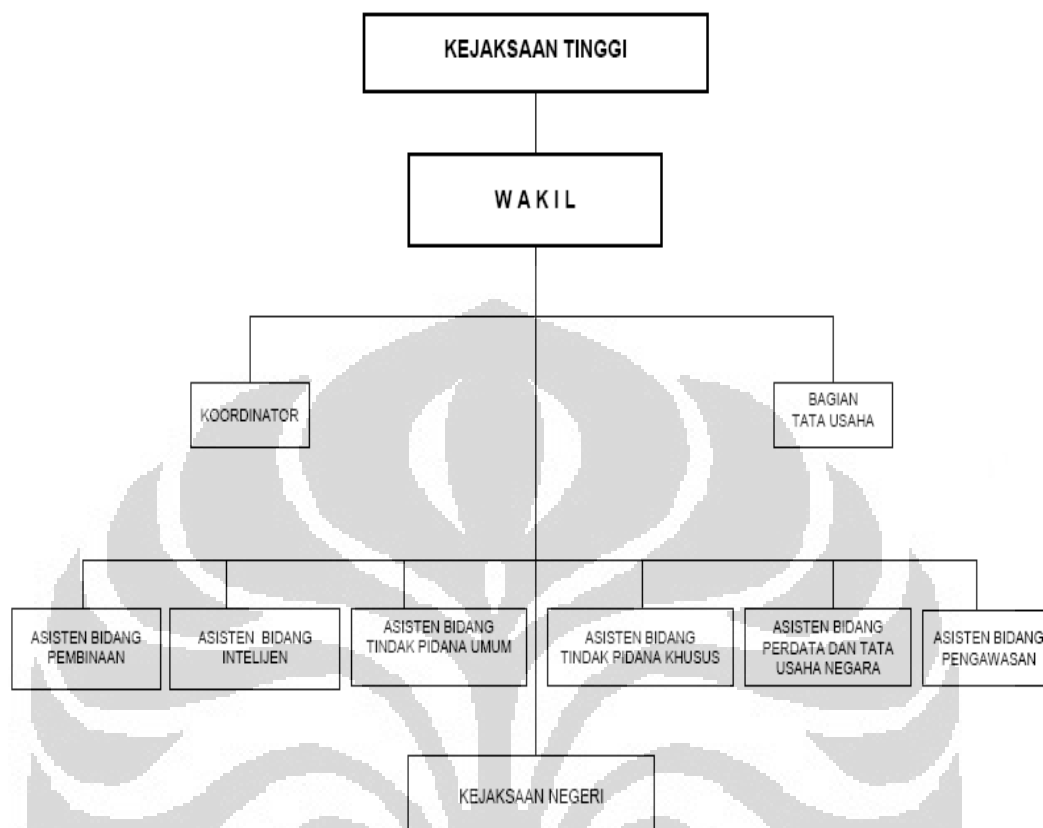 KEJAKSAAN TINGGI
W A K I L
KOORDINATOR
BAGIAN
TATA USAHA
ASISTEN BIDANG
PEMBINAAN
ASISTEN BIDANG
INTELIJEN
ASISTEN BIDANG
TINDAK PIDANA UMUM
ASISTEN BIDANG
TINDAK PIDANA KHUSUS
ASISTEN BIDANG
PERDATA DAN TATA
USAHA NEGARA
ASISTEN BIDANG
PENGAWASAN
KEJAKSAAN NEGERI